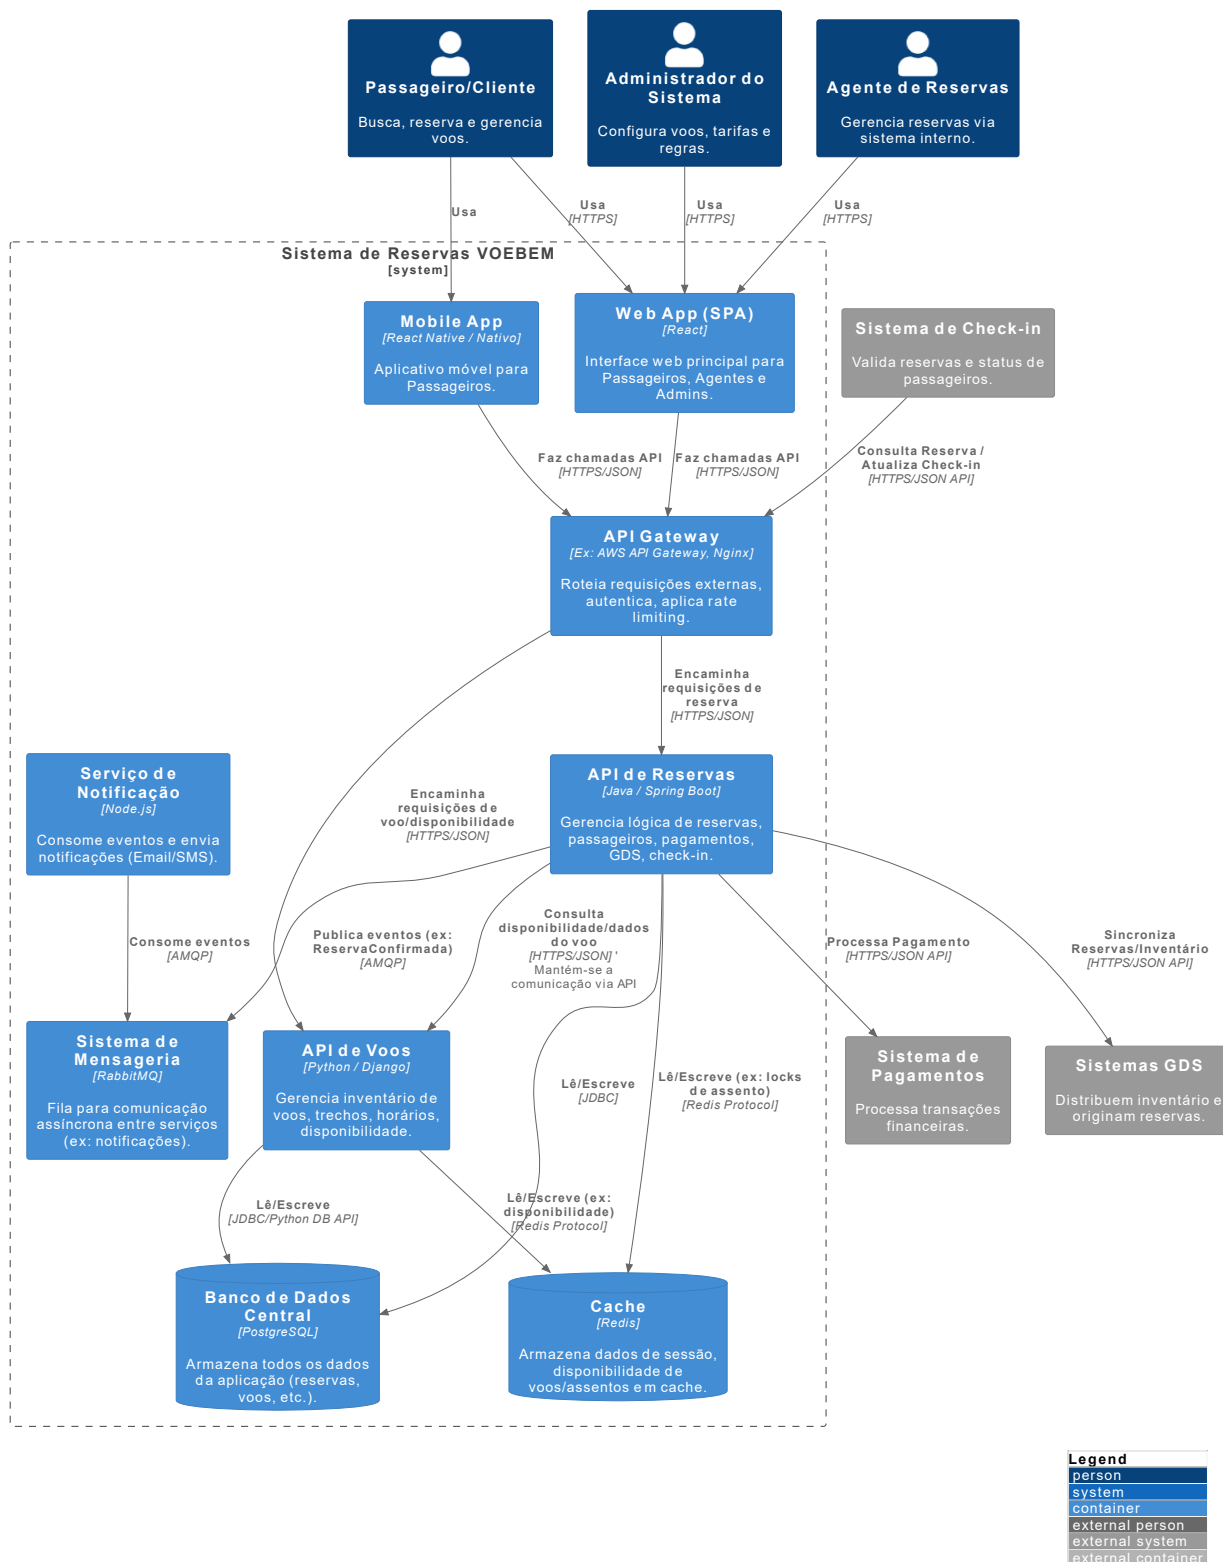 Passageiro/Cliente
Busca, reserva e gerencia
voos.
Administrador do
Sistema
Configura voos, tarifas e
regras.
Agente de Reservas
Gerencia reservas via
sistema interno.
Usa
Usa
[HTTPS]
Usa
[HTTPS]
Usa
[HTTPS]
Sistema de Reservas VOEBEM
[system]
Mobile App
[React Native / Nativo]
Aplicativo móvel para
Passageiros.
Web App (SPA)
[React]
Interface web principal para
Passageiros, Agentes e
Admins.
Sistema de Check-in
Valida reservas e status de
passageiros.
Faz chamadas API
[HTTPS/JSON]
Faz chamadas API
[HTTPS/JSON]
Consulta Reserva /
Atualiza Check-in
[HTTPS/JSON API]
API Gateway
[Ex: AWS API Gateway, Nginx]
Roteia requisições externas,
autentica, aplica rate
limiting.
Encaminha
requisições de
reserva
[HTTPS/JSON]
Serviço de
Notificação
[Node.js]
Consome eventos e envia
notificações (Email/SMS).
Encaminha
requisições de
voo/disponibilidade
[HTTPS/JSON]
API de Reservas
[Java / Spring Boot]
Gerencia lógica de reservas,
passageiros, pagamentos,
GDS, check-in.
Consome eventos
[AMQP]
Publica eventos (ex:
ReservaConfirmada)
[AMQP]
Consulta
disponibilidade/dados
do voo
[HTTPS/JSON] '
Mantém-se a
comunicação via API
Processa Pagamento
[HTTPS/JSON API]
Sincroniza
Reservas/Inventário
[HTTPS/JSON API]
Sistema de
Mensageria
[RabbitMQ]
Fila para comunicação
assíncrona entre serviços
(ex: notificações).
API de Voos
[Python / Django]
Gerencia inventário de
voos, trechos, horários,
disponibilidade.
Lê/Escreve
[JDBC]
Lê/Escreve (ex: locks
de assento)
[Redis Protocol]
Sistema de
Pagamentos
Processa transações
financeiras.
Sistemas GDS
Distribuem inventário e
originam reservas.
Lê/Escreve
[JDBC/Python DB API]
Lê/Escreve (ex:
disponibilidade)
[Redis Protocol]
Banco de Dados
Central
[PostgreSQL]
Armazena todos os dados
da aplicação (reservas,
voos, etc.).
Cache
[Redis]
Armazena dados de sessão,
disponibilidade de
voos/assentos em cache.
Legend
person
system
container
external person
external system
external container